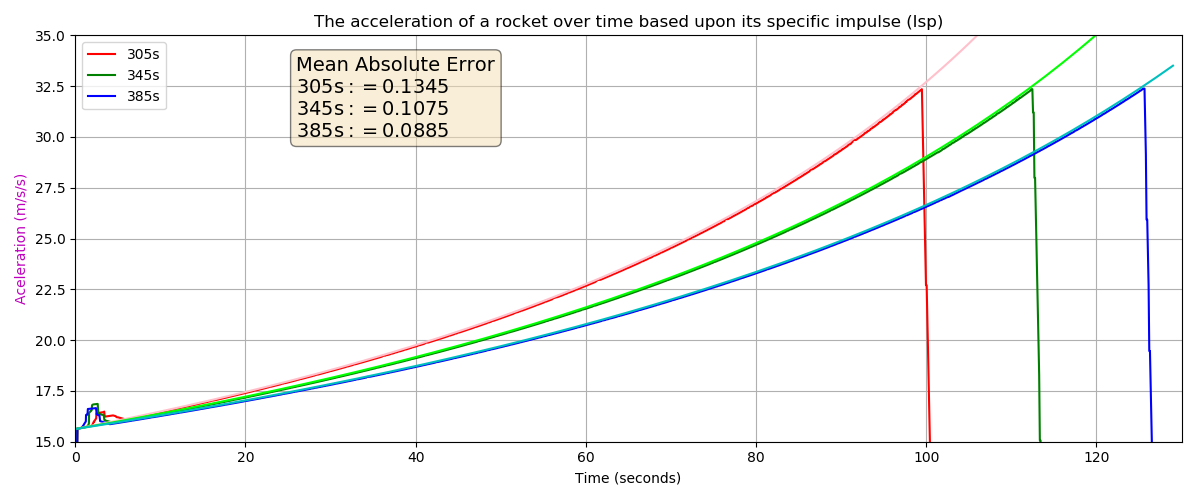 The acceleration of a rocket over time based upon its specific impulse (Isp)
35.0
32.5
30.0
27.5
25.0
22.5
20.0
17.5
15.0
Aceleration (m/s/s)
305s
345s
385s
Mean Absolute Error
305s: =0.1345
345s: =0.1075
385s: =0.0885
0 20 40 60 80 100 120
Time (seconds)